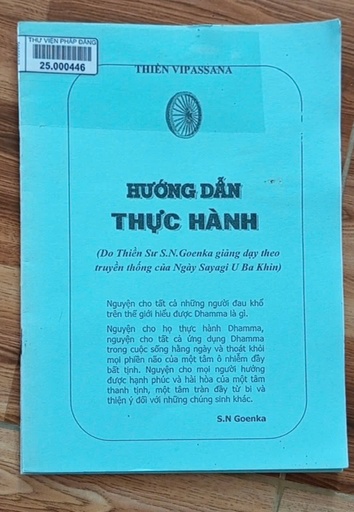 THƯ VIỆN PHÁP ĐĂNG
25.000446
THIỀN VIPASSANA
HƯỚNG DẪN
THỰC HÀNH
(Do Thiền Sư S.N.Goenka giảng dạy theo
truyền thống của Ngày Sayagi U Ba Khin)
Nguyện cho tất cả những người đau khổ
trên thế giới hiểu được Dhamma là gì.
Nguyện cho họ thực hành Dhamma,
nguyện cho tất cả ứng dụng Dhamma
trong cuộc sống hằng ngày và thoát khỏi
mọi phiền não của một tâm ô nhiễm đầy
bất tịnh. Nguyện cho mọi người hưởng
được hạnh phúc và hài hòa của một tâm
thanh tịnh, một tâm tràn đầy từ bi và
thiện ý đối với những chúng sinh khác.
S.N Goenka